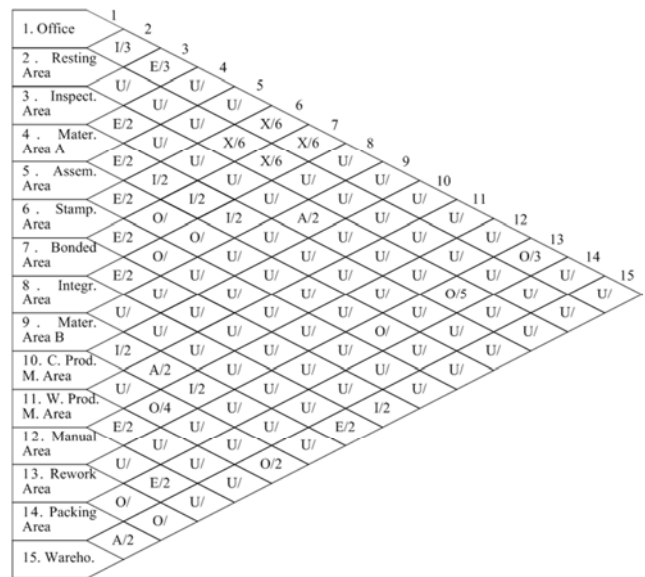 1
1. Office
2
I/3 3
2 . Resting
Area
E/3 4
U/ U/ 5
3 . Inspect.
Area
U/ U/ 6
E/2 U/ X/6 7
4 . Mater.
Area A
U/ X/6 X/6 8
E/2 U/ X/6 U/ 9
5 . Assem.
Area
I/2 U/ U/ U/ 10
E/2 I/2 U/ U/ U/ 11
6 . Stamp.
Area
O/ I/2 A/2 U/ U/ 12
E/2 O/ U/ U/ U/ U/ 13
7 . Bonded
Area
O/ U/ U/ U/ U/ O/3 14
E/2 U/ U/ U/ U/ U/ U/ 15
8 . Integr.
Area
U/ U/ U/ U/ O/5 U/ U/
U/ U/ U/ U/ U/ U/ U/
9 . Mater.
Area B
U/ U/ U/ O/ U/ U/
I/2 U/ U/ U/ U/ U/
10. C. Prod.
M. Area
A/2 U/ U/ U/ U/
U/ I/2 U/ U/ U/
11. W. Prod.
M. Area
O/4 U/ U/ I/2
E/2 U/ U/ E/2
12. Manual
Area
U/ U/ U/
U/ U/ O/2
13. Rework
Area
E/2 U/
O/ U/
14. Packing
Area
O/
A/2
15. Wareho.